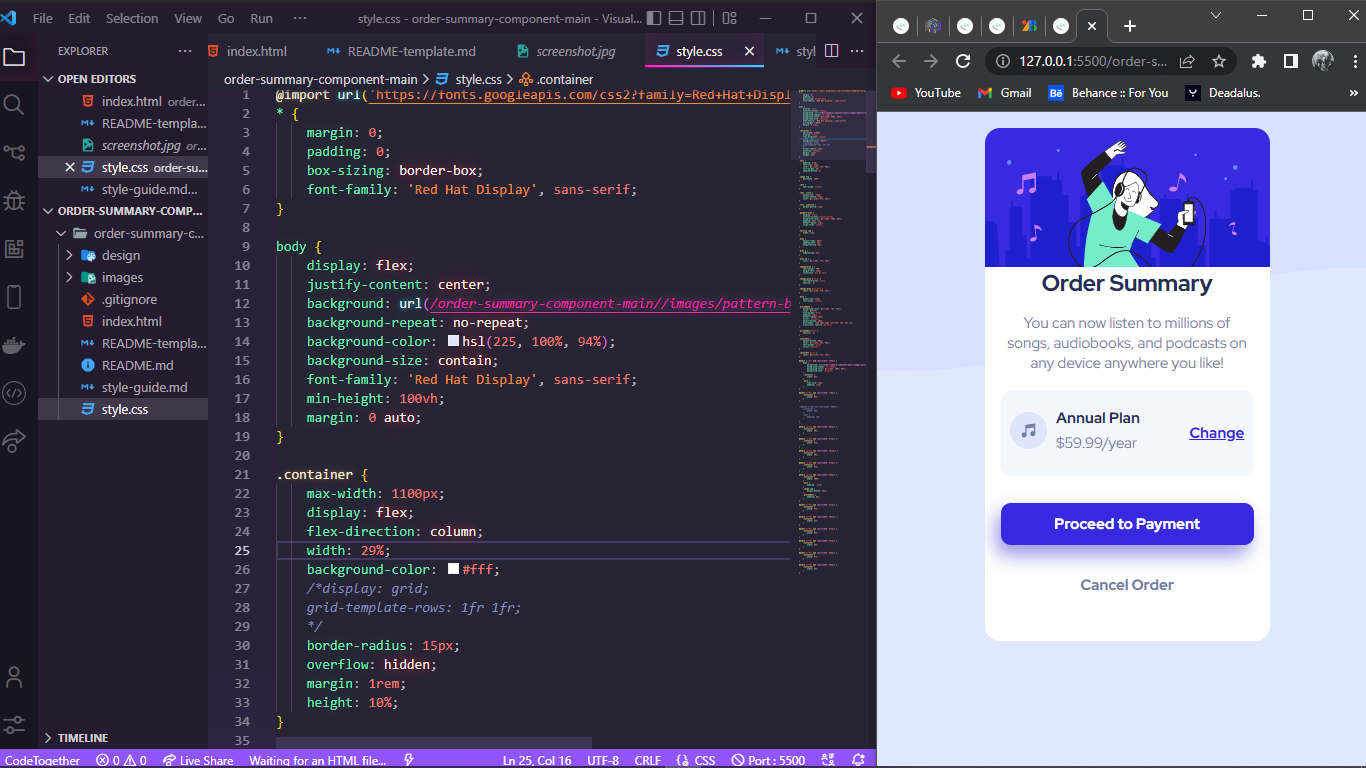 File Edit Selection View Go Run ··· style.css - order-summary-component-main - Visual...
EXPLORER ···
OPEN EDITORS
index.html order...
README-templa...
screenshot.jpg or...
style.css order-su...
style-guide.md...
ORDER-SUMMARY-COMP...
order-summary-c...
design
images
.gitignore
index.html
README-templa...
README.md
style-guide.md
style.css
TIMELINE
index.html README-template.md screenshot.jpg style.css styl
order-summary-component-main > style.css > .container
1 @import url('https://fonts.googleapis.com/css2?family=Red+Hat+Displ
2 * {
3 margin: 0;
4 padding: 0;
5 box-sizing: border-box;
6 font-family: 'Red Hat Display', sans-serif;
7 }
8
9 body {
10 display: flex;
11 justify-content: center;
12 background: url(/order-summary-component-main//images/pattern-b
13 background-repeat: no-repeat;
14 background-color: hsl(225, 100%, 94%);
15 background-size: contain;
16 font-family: 'Red Hat Display', sans-serif;
17 min-height: 100vh;
18 margin: 0 auto;
19 }
20
21 .container {
22 max-width: 1100px;
23 display: flex;
24 flex-direction: column;
25 width: 29%;
26 background-color: #fff;
27 /*display: grid;
28 grid-template-rows: 1fr 1fr;
29 */
30 border-radius: 15px;
31 overflow: hidden;
32 margin: 1rem;
33 height: 10%;
34 }
35
CodeTogether 0 0 Live Share Waiting for an HTML file... Ln 25, Col 16 UTF-8 CRLF CSS Port : 5500
127.0.0.1:5500/order-s...
YouTube Gmail Bē Behance :: For You Deadalus. »
Order Summary
You can now listen to millions of
songs, audiobooks, and podcasts on
any device anywhere you like!
Annual Plan
$59.99/year
Change
Proceed to Payment
Cancel Order